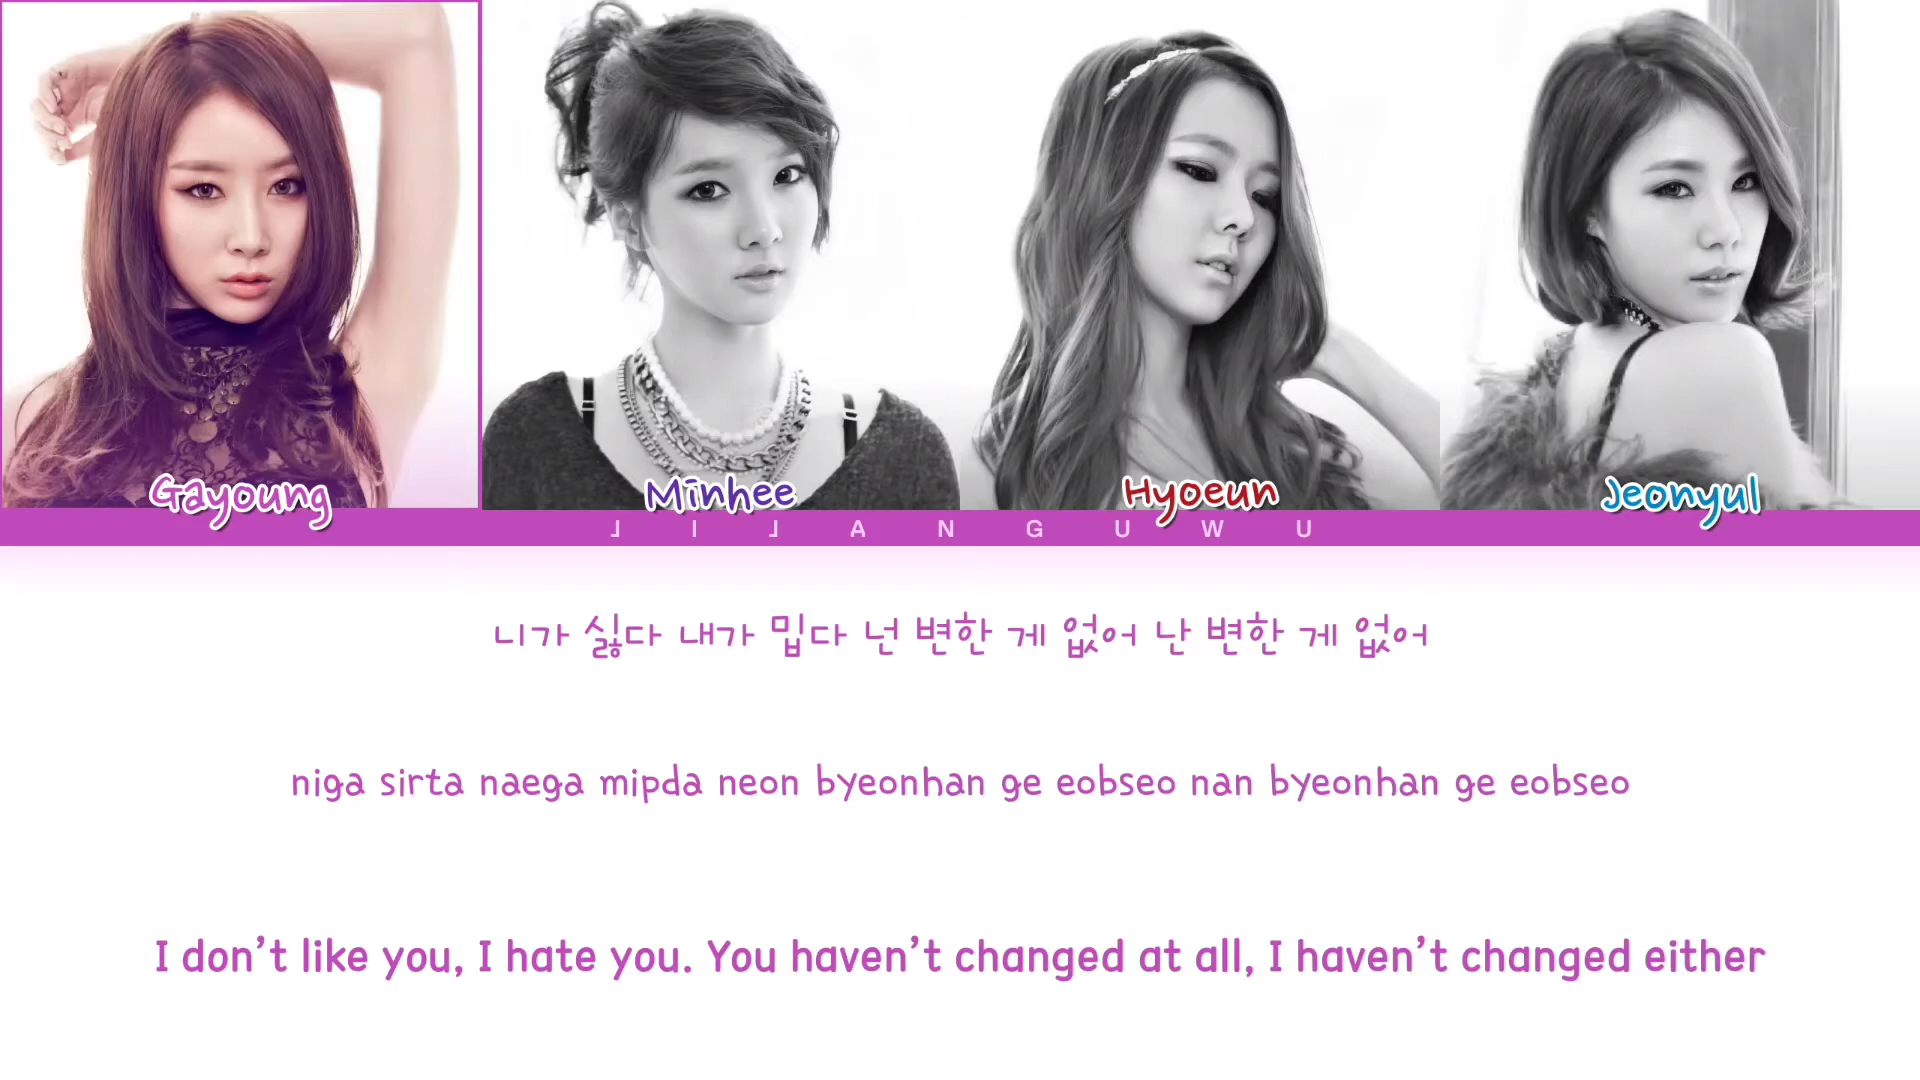 Gayoung Minhee Hyoeun Jeonyul
JIJANGUWU
니가 싫다 내가 밉다 넌 변한 게 없어 난 변한 게 없어
niga sirta naega mipda neon byeonhan ge eobseo nan byeonhan ge eobseo
I don't like you, I hate you. You haven't changed at all, I haven't changed either